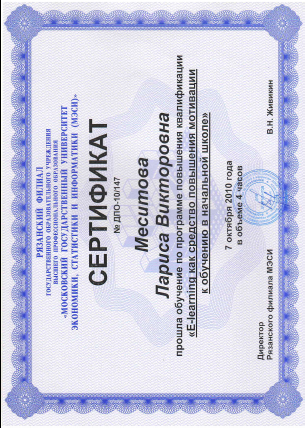 РЯЗАНСКИЙ ФИЛИАЛ
ГОСУДАРСТВЕННОГО ОБРАЗОВАТЕЛЬНОГО УЧРЕЖДЕНИЯ
ВЫСШЕГО ПРОФЕССИОНАЛЬНОГО ОБРАЗОВАНИЯ
«МОСКОВСКИЙ ГОСУДАРСТВЕННЫЙ УНИВЕРСИТЕТ
ЭКОНОМИКИ, СТАТИСТИКИ И ИНФОРМАТИКИ (МЭСИ)»
СЕРТИФИКАТ
№ ДПО-10/147
Меситова
Лариса Викторовна
прошла обучение по программе повышения квалификации
«E-learning как средство повышения мотивации
к обучению в начальной школе»
7 октября 2010 года
в объеме 4 часов
Директор
Рязанского филиала МЭСИ
В.Н. Живикин